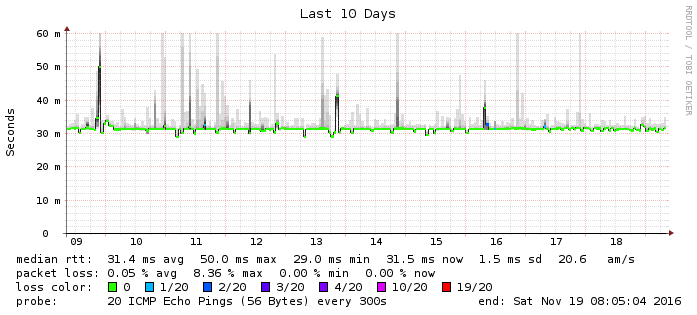 Last 10 Days
RRDTOOL / TOBI OETIKER
Seconds
60 m
50 m
40 m
30 m
20 m
10 m
0
09 10 11 12 13 14 15 16 17 18
median rtt: 31.4 ms avg 50.0 ms max 29.0 ms min 31.5 ms now 1.5 ms sd 20.6 am/s
packet loss: 0.05 % avg 8.36 % max 0.00 % min 0.00 % now
loss color: 0 1/20 2/20 3/20 4/20 10/20 19/20
probe: 20 ICMP Echo Pings (56 Bytes) every 300s end: Sat Nov 19 08:05:04 2016